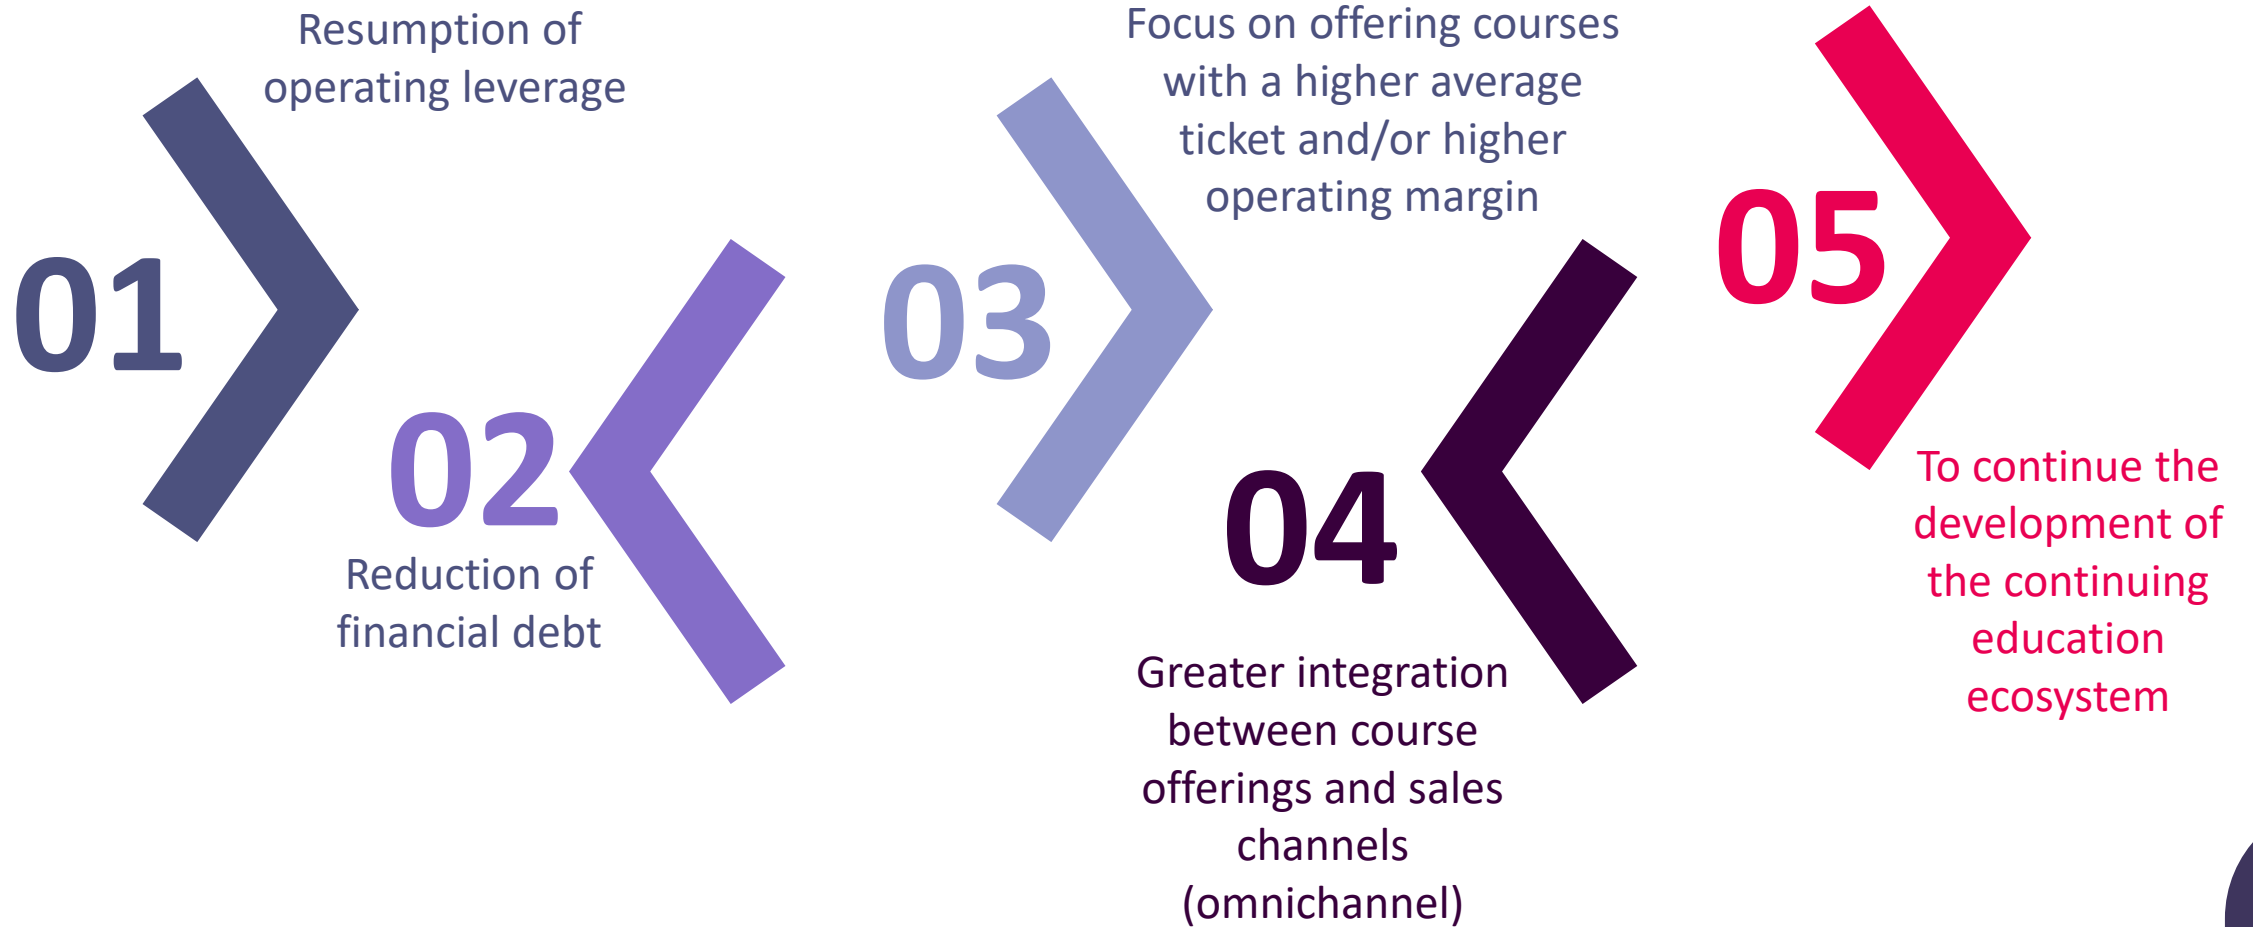 01
Resumption of
operating leverage
02
Reduction of
financial debt
03
Focus on offering courses
with a higher average
ticket and/or higher
operating margin
04
Greater integration
between course
offerings and sales
channels
(omnichannel)
05
To continue the
development of
the continuing
education
ecosystem